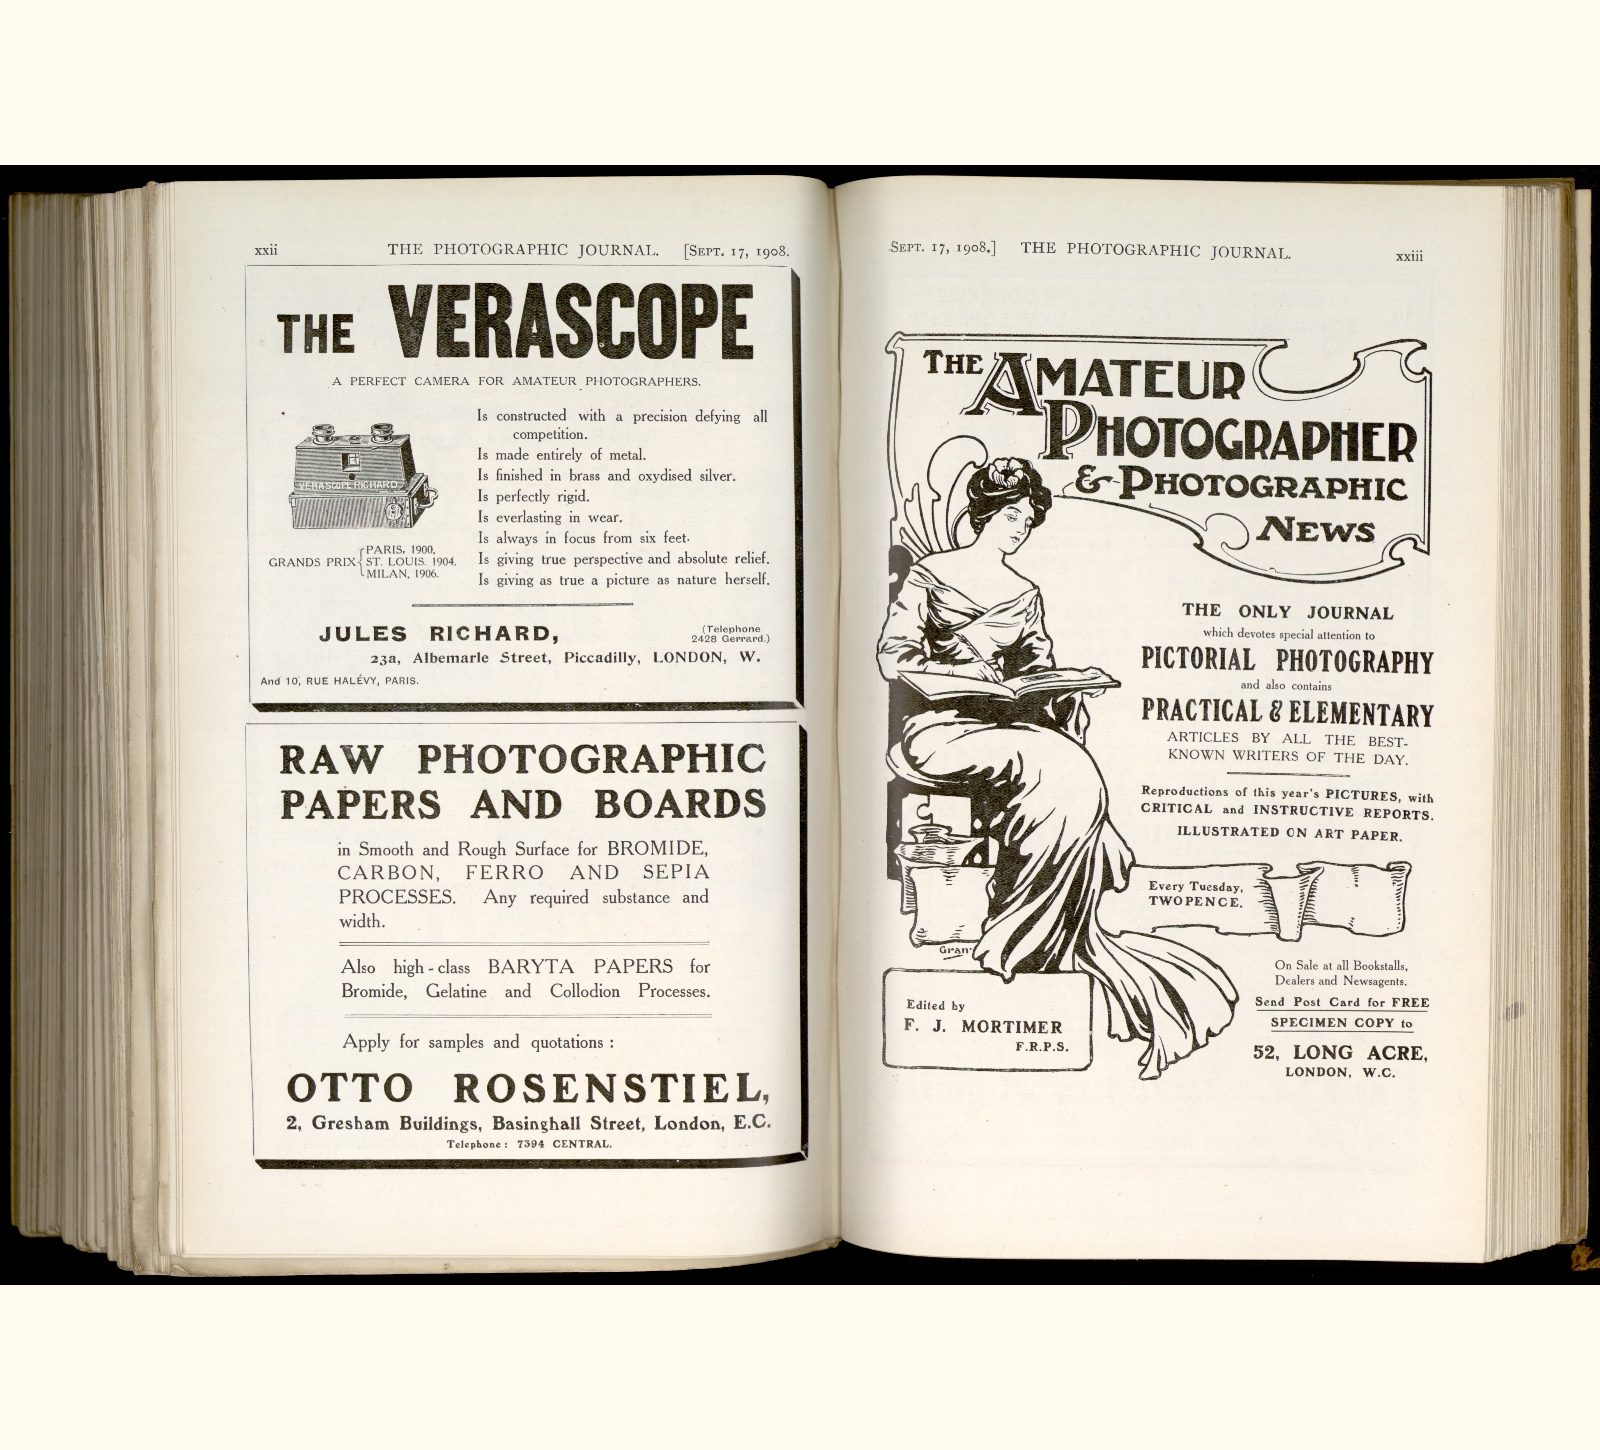 xxii THE PHOTOGRAPHIC JOURNAL. [SEPT. 17, 1908.
THE VERASCOPE
A PERFECT CAMERA FOR AMATEUR PHOTOGRAPHERS.
VERASCOPE RICHARD
GRANDS PRIX { PARIS, 1900,
ST. LOUIS. 1904.
MILAN, 1906.
Is constructed with a precision defying all
competition.
Is made entirely of metal.
Is finished in brass and oxydised silver.
Is perfectly rigid.
Is everlasting in wear.
Is always in focus from six feet.
Is giving true perspective and absolute relief.
Is giving as true a picture as nature herself.
JULES RICHARD,
(Telephone
2428 Gerrard.)
23a, Albemarle Street, Piccadilly, LONDON, W.
And 10, RUE HALÉVY, PARIS.
RAW PHOTOGRAPHIC
PAPERS AND BOARDS
in Smooth and Rough Surface for BROMIDE,
CARBON, FERRO AND SEPIA
PROCESSES. Any required substance and
width.
Also high-class BARYTA PAPERS for
Bromide, Gelatine and Collodion Processes.
Apply for samples and quotations :
OTTO ROSENSTIEL,
2, Gresham Buildings, Basinghall Street, London, E.C.
Telephone : 7394 CENTRAL.
SEPT. 17, 1908.] THE PHOTOGRAPHIC JOURNAL. xxiii
THE AMATEUR
PHOTOGRAPHER
& PHOTOGRAPHIC
NEWS
THE ONLY JOURNAL
which devotes special attention to
PICTORIAL PHOTOGRAPHY
and also contains
PRACTICAL & ELEMENTARY
ARTICLES BY ALL THE BEST-
KNOWN WRITERS OF THE DAY.
Reproductions of this year's PICTURES, with
CRITICAL and INSTRUCTIVE REPORTS.
ILLUSTRATED ON ART PAPER.
Every Tuesday,
TWOPENCE.
Gran
Edited by
F. J. MORTIMER
F.R.P.S.
On Sale at all Bookstalls,
Dealers and Newsagents.
Send Post Card for FREE
SPECIMEN COPY to
52, LONG ACRE,
LONDON, W.C.